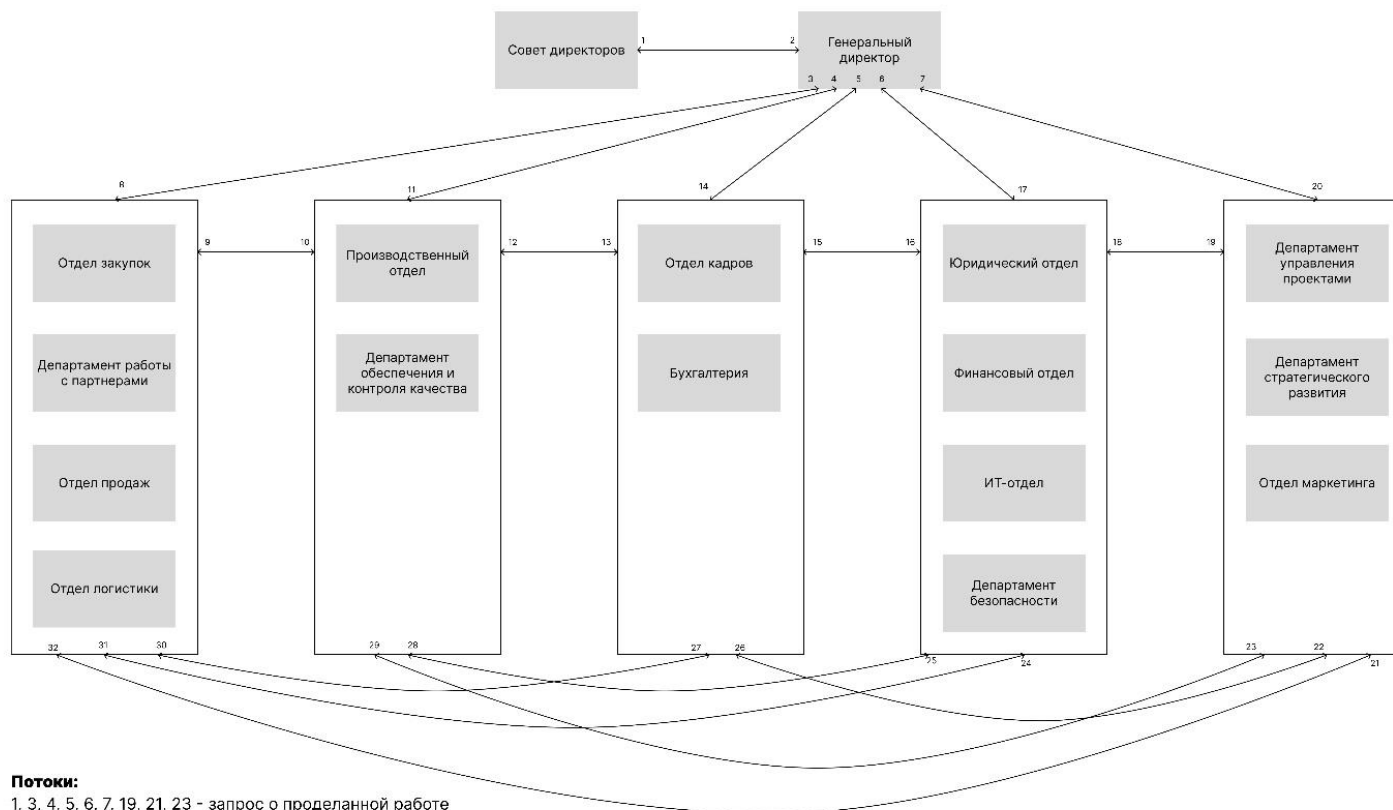 Совет директоров
1
2
Генеральный
директор
3
4
5
6
7
8
11
14
17
20
Отдел закупок
9
10
Производственный
отдел
12
13
Отдел кадров
15
16
Юридический отдел
18
19
Департамент
управления
проектами
Департамент работы
с партнерами
Департамент
обеспечения и
контроля качества
Бухгалтерия
Финансовый отдел
Департамент
стратегического
развития
Отдел продаж
ИТ-отдел
Отдел маркетинга
Отдел логистики
Департамент
безопасности
32
31
30
29
28
27
26
25
24
23
22
21
Потоки:
1, 3, 4, 5, 6, 7, 19, 21, 23 - запрос о проделанной работе